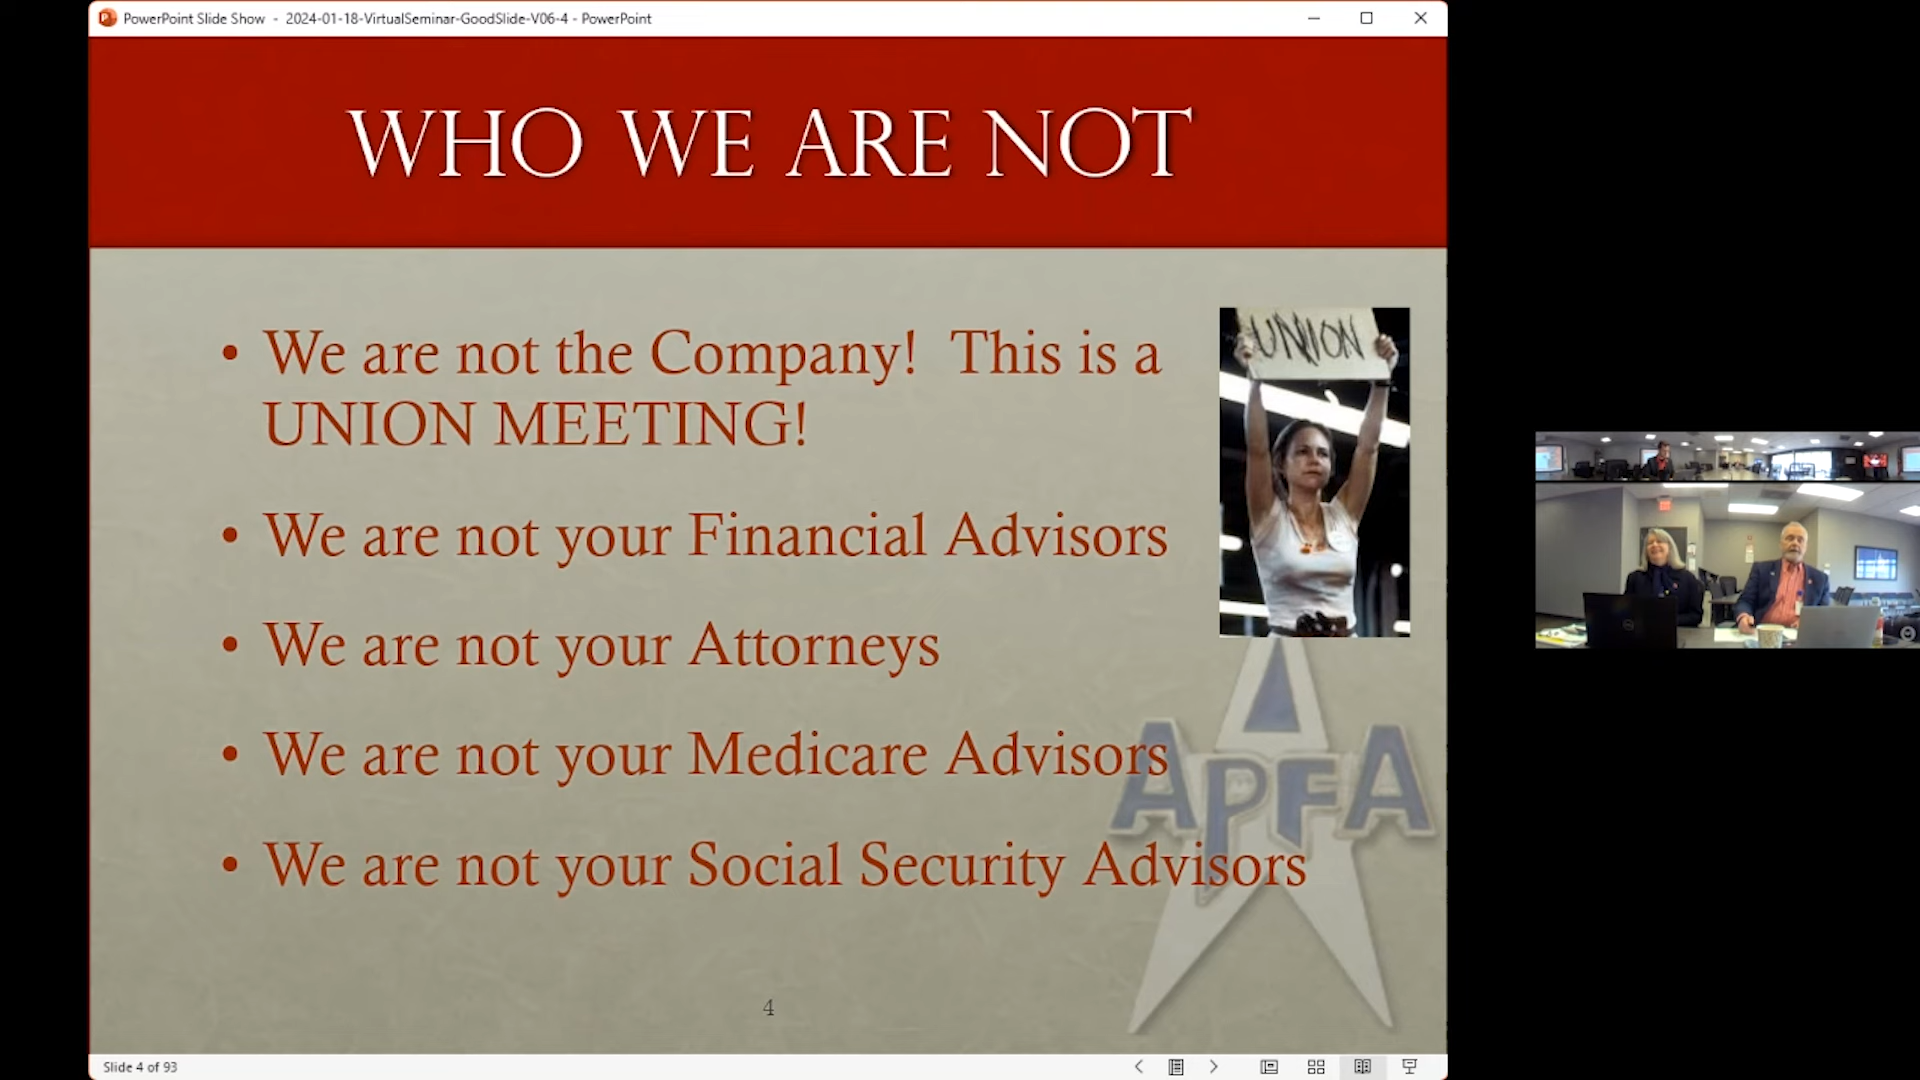 PowerPoint Slide Show - 2024-01-18-VirtualSeminar-GoodSlide-V06-4 - PowerPoint
WHO WE ARE NOT
• We are not the Company!  This is a
UNION MEETING!
UNION
• We are not your Financial Advisors
• We are not your Attorneys
• We are not your Medicare Advisors
APFA
• We are not your Social Security Advisors
4
Slide 4 of 93